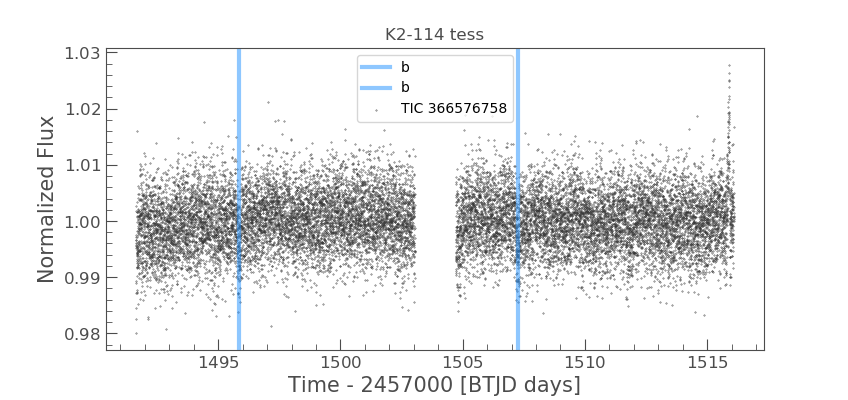 K2-114 tess
b
b
TIC 366576758
Normalized Flux
1.03
1.02
1.01
1.00
0.99
0.98
1495
1500
1505
1510
1515
Time - 2457000 [BTJD days]